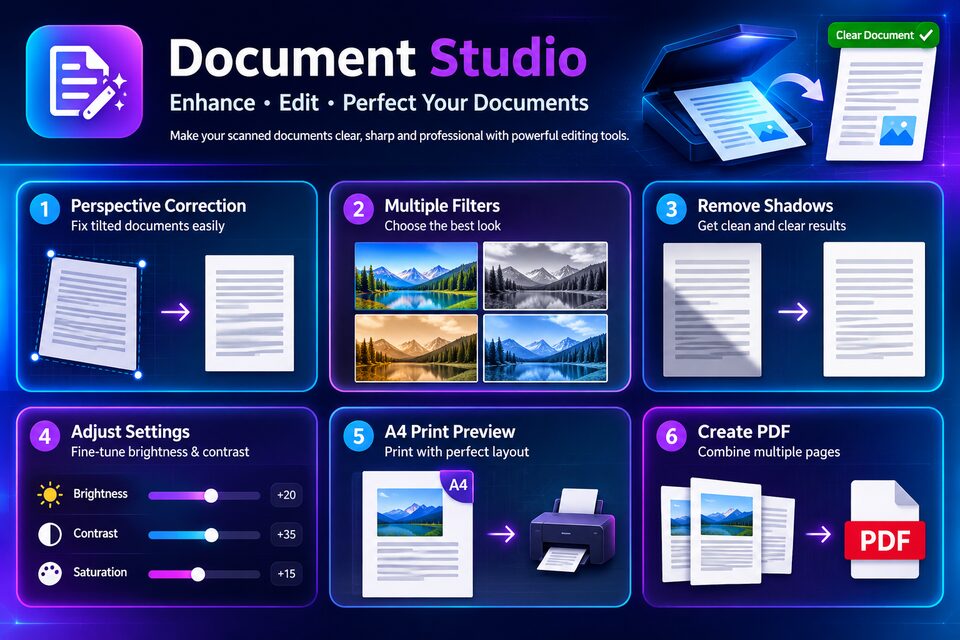 Document Studio
Enhance • Edit • Perfect Your Documents
Make your scanned documents clear, sharp and professional with powerful editing tools.
Clear Document
1
Perspective Correction
Fix tilted documents easily
2
Multiple Filters
Choose the best look
3
Remove Shadows
Get clean and clear results
4
Adjust Settings
Fine-tune brightness & contrast
Brightness +20
Contrast +35
Saturation +15
5
A4 Print Preview
Print with perfect layout
A4
6
Create PDF
Combine multiple pages
PDF